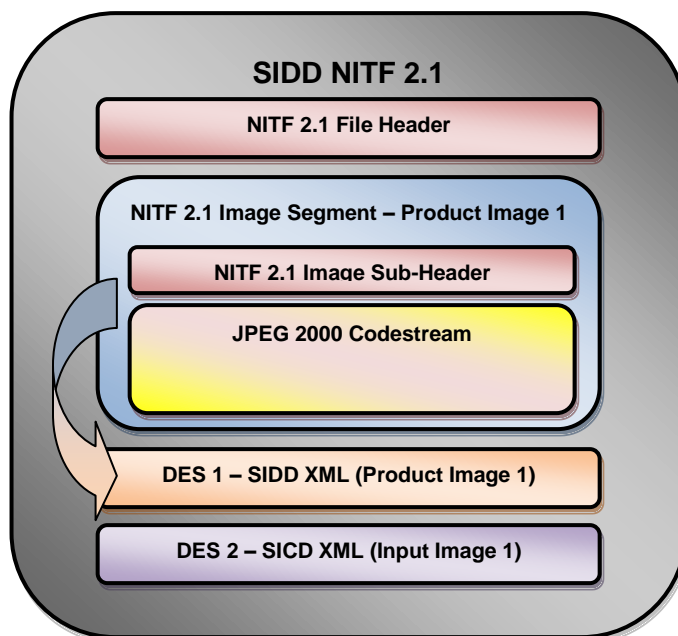 SIDD NITF 2.1
NITF 2.1 File Header
NITF 2.1 Image Segment – Product Image 1
NITF 2.1 Image Sub-Header
JPEG 2000 Codestream
DES 1 – SIDD XML (Product Image 1)
DES 2 – SICD XML (Input Image 1)